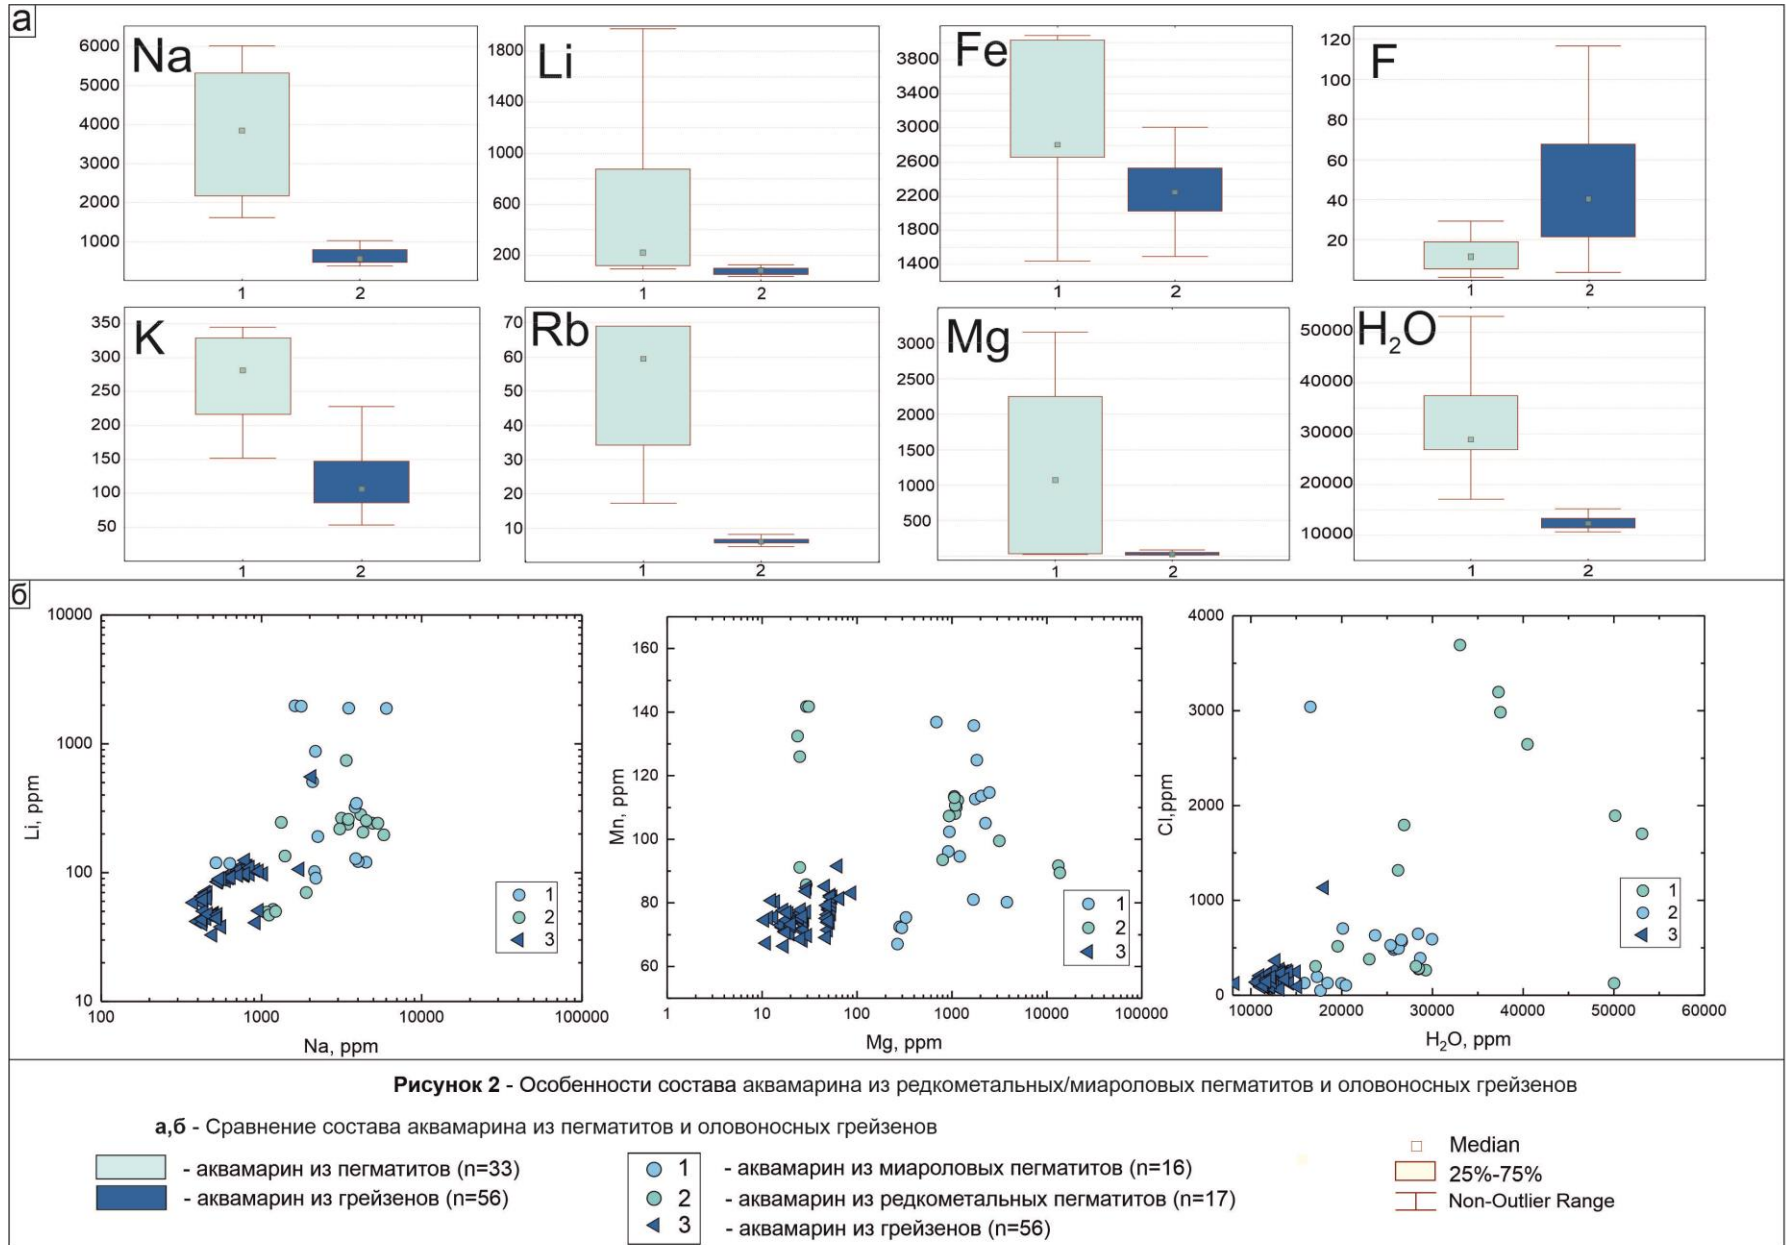 а
Na
6000
5000
4000
3000
2000
1000
1 2
Li
1800
1400
1000
600
200
1 2
Fe
3800
3400
3000
2600
2200
1800
1400
1 2
F
120
100
80
60
40
20
1 2
K
350
300
250
200
150
100
50
1 2
Rb
70
60
50
40
30
20
10
1 2
Mg
3000
2500
2000
1500
1000
500
1 2
H₂O
50000
40000
30000
20000
10000
1 2
б
10000
1000
100
10
Li, ppm
100 1000 10000 100000
Na, ppm
1
2
3
160
140
120
100
80
60
Mn, ppm
1 10 100 1000 10000 100000
Mg, ppm
1
2
3
4000
3000
2000
1000
0
Cl,ppm
10000 20000 30000 40000 50000 60000
H₂O, ppm
1
2
3
Рисунок 2 - Особенности состава аквамарина из редкометальных/миароловых пегматитов и оловоносных грейзенов
а,б - Сравнение состава аквамарина из пегматитов и оловоносных грейзенов
- аквамарин из пегматитов (n=33)
- аквамарин из грейзенов (n=56)
1 - аквамарин из миароловых пегматитов (n=16)
2 - аквамарин из редкометальных пегматитов (n=17)
3 - аквамарин из грейзенов (n=56)
Median
25%-75%
Non-Outlier Range